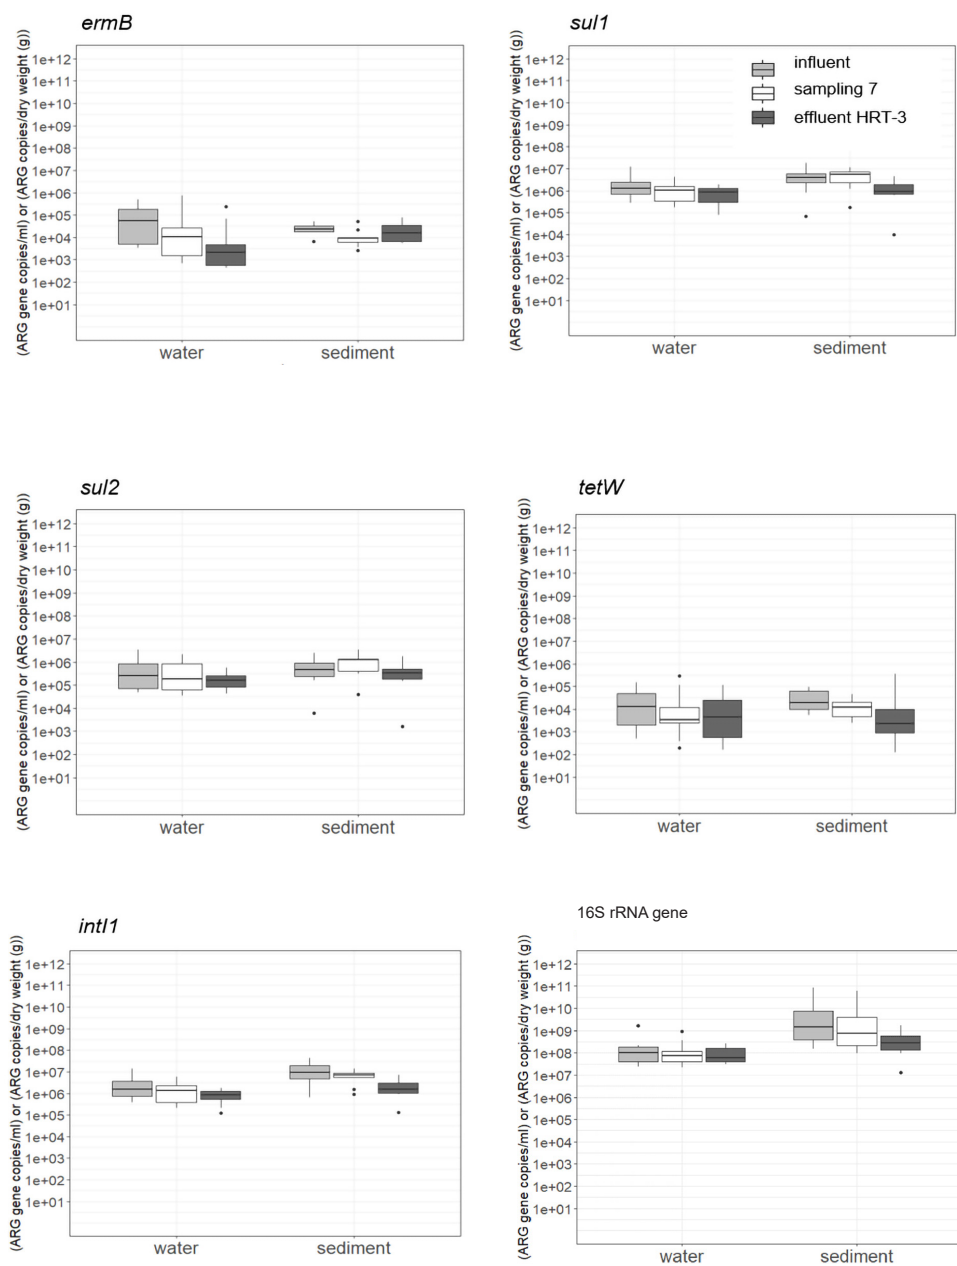 ermB
(ARG gene copies/ml) or (ARG copies/dry weight (g))
1e+12
1e+11
1e+10
1e+09
1e+08
1e+07
1e+06
1e+05
1e+04
1e+03
1e+02
1e+01
water sediment
sul1
(ARG gene copies/ml) or (ARG copies/dry weight (g))
1e+12
1e+11
1e+10
1e+09
1e+08
1e+07
1e+06
1e+05
1e+04
1e+03
1e+02
1e+01
influent
sampling 7
effluent HRT-3
water sediment
sul2
(ARG gene copies/ml) or (ARG copies/dry weight (g))
1e+12
1e+11
1e+10
1e+09
1e+08
1e+07
1e+06
1e+05
1e+04
1e+03
1e+02
1e+01
water sediment
tetW
(ARG gene copies/ml) or (ARG copies/dry weight (g))
1e+12
1e+11
1e+10
1e+09
1e+08
1e+07
1e+06
1e+05
1e+04
1e+03
1e+02
1e+01
water sediment
intI1
(ARG gene copies/ml) or (ARG copies/dry weight (g))
1e+12
1e+11
1e+10
1e+09
1e+08
1e+07
1e+06
1e+05
1e+04
1e+03
1e+02
1e+01
water sediment
16S rRNA gene
(ARG gene copies/ml) or (ARG copies/dry weight (g))
1e+12
1e+11
1e+10
1e+09
1e+08
1e+07
1e+06
1e+05
1e+04
1e+03
1e+02
1e+01
water sediment